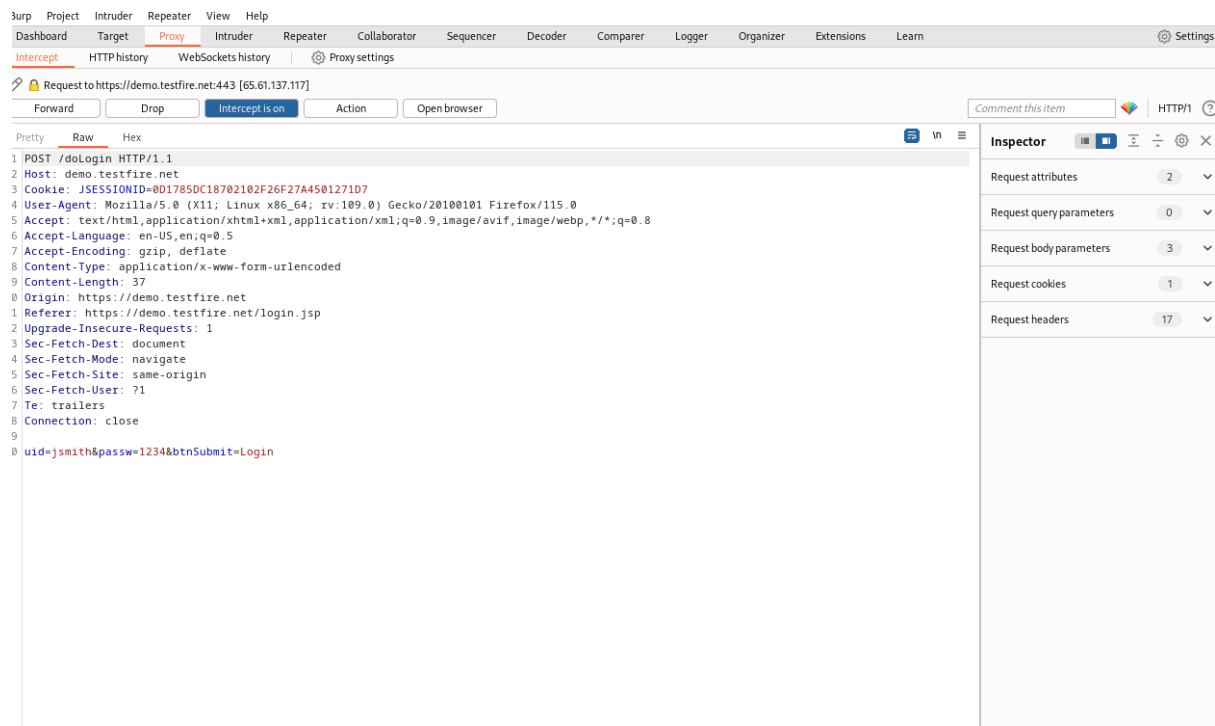 Burp Project Intruder Repeater View Help
Dashboard Target Proxy Intruder Repeater Collaborator Sequencer Decoder Comparer Logger Organizer Extensions Learn Settings
Intercept HTTP history WebSockets history Proxy settings
Request to https://demo.testfire.net:443 [65.61.137.117]
Forward Drop Intercept is on Action Open browser Comment this item HTTP/1
Pretty Raw Hex \n
Inspector
1 POST /doLogin HTTP/1.1
2 Host: demo.testfire.net
3 Cookie: JSESSIONID=0D1785DC18702102F26F27A4501271D7
4 User-Agent: Mozilla/5.0 (X11; Linux x86_64; rv:109.0) Gecko/20100101 Firefox/115.0
5 Accept: text/html,application/xhtml+xml,application/xml;q=0.9,image/avif,image/webp,*/*;q=0.8
6 Accept-Language: en-US,en;q=0.5
7 Accept-Encoding: gzip, deflate
8 Content-Type: application/x-www-form-urlencoded
9 Content-Length: 37
0 Origin: https://demo.testfire.net
1 Referer: https://demo.testfire.net/login.jsp
2 Upgrade-Insecure-Requests: 1
3 Sec-Fetch-Dest: document
4 Sec-Fetch-Mode: navigate
5 Sec-Fetch-Site: same-origin
6 Sec-Fetch-User: ?1
7 Te: trailers
8 Connection: close
9
0 uid=jsmith&passw=1234&btnSubmit=Login
Request attributes 2
Request query parameters 0
Request body parameters 3
Request cookies 1
Request headers 17